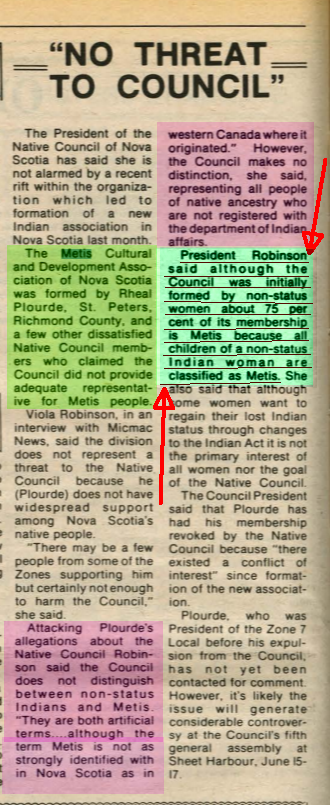 “NO THREAT
TO COUNCIL”
The President of the
Native Council of Nova
Scotia has said she is
not alarmed by a recent
rift within the organiza-
tion which led to
formation of a new
Indian association in
Nova Scotia last month.
The Metis Cultural
and Development Asso-
ciation of Nova Scotia
was formed by Rheal
Plourde, St. Peters,
Richmond County, and
a few other dissatisfied
Native Council memb-
ers who claimed the
Council did not provide
adequate representat-
ive for Metis people.
Viola Robinson, in an
interview with Micmac
News, said the division
does not represent a
threat to the Native
Council because he
(Plourde) does not have
widespread support
among Nova Scotia's
native people.
“There may be a few
people from some of the
Zones supporting him
but certainly not enough
to harm the Council,”
she said.
Attacking Plourde's
allegations about the
Native Council Robin-
son said the Council
does not distinguish
between non-status
Indians and Metis.
“They are both artificial
terms....although the
term Metis is not as
strongly identified with
in Nova Scotia as in
western Canada where it
originated.” However,
the Council makes no
distinction, she said,
representing all people
of native ancestry who
are not registered with
the department of Indian
affairs.
President Robinson
said although the
Council was initially
formed by non-status
women about 75 per
cent of its membership
is Metis because all
children of a non-status
Indian woman are
classified as Metis. She
also said that although
some women want to
regain their lost Indian
status through changes
to the Indian Act it is not
the primary interest of
all women nor the goal
of the Native Council.
The Council President
said that Plourde has
had his membership
revoked by the Native
Council because “there
existed a conflict of
interest” since format-
ion of the new associat-
ion.
Plourde, who was
President of the Zone 7
Local before his expul-
sion from the Council,
has no yet been
contacted for comment.
However, it's likely the
issue will generate
considerable controver-
sy at the Council's fifth
general assembly at
Sheet Harbour, June 15-
17.